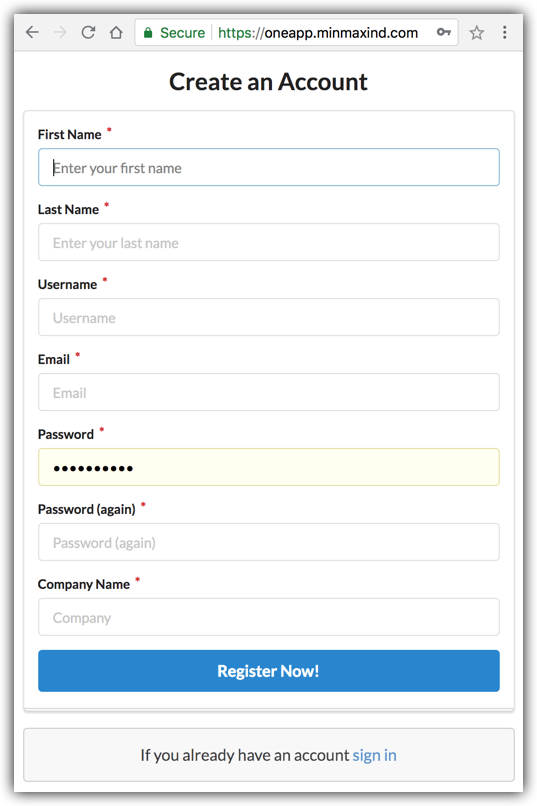 Secure https://oneapp.minmaxind.com
Create an Account
First Name *
Enter your first name
Last Name *
Enter your last name
Username *
Username
Email *
Email
Password *
••••••••••
Password (again) *
Password (again)
Company Name *
Company
Register Now!
If you already have an account sign in